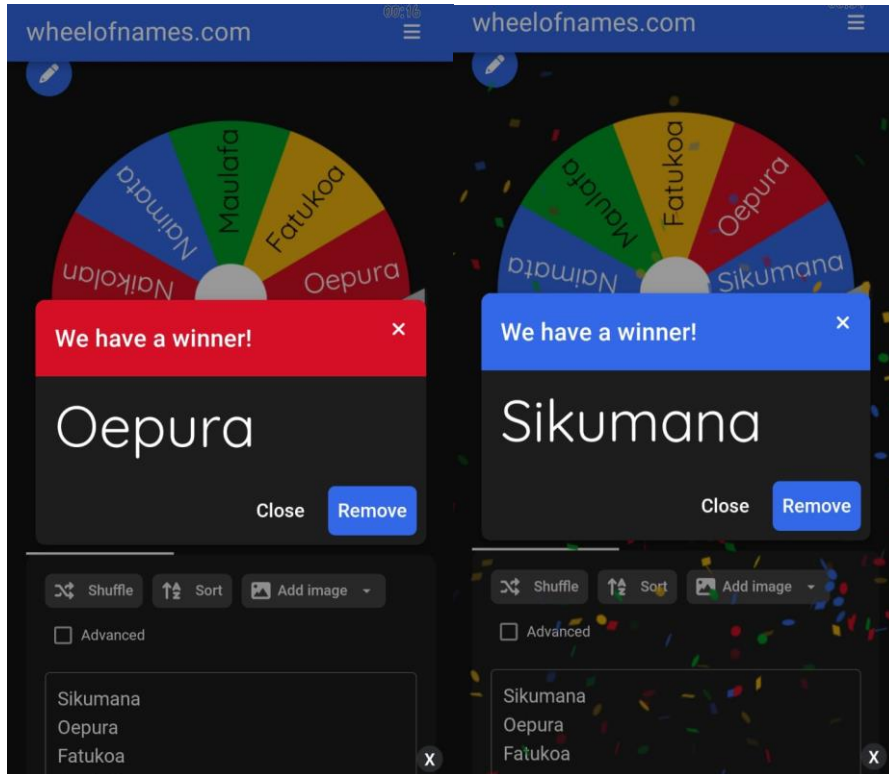 wheelofnames.com
Naikolan
Naimata
Maulafa
Fatukoa
Oepura
We have a winner!
Oepura
Close Remove
Shuffle Sort Add image
Advanced
Sikumana
Oepura
Fatukoa
X
wheelofnames.com
Naimata
Maulafa
Fatukoa
Oepura
Sikumana
We have a winner!
Sikumana
Close Remove
Shuffle Sort Add image
Advanced
Sikumana
Oepura
Fatukoa
X